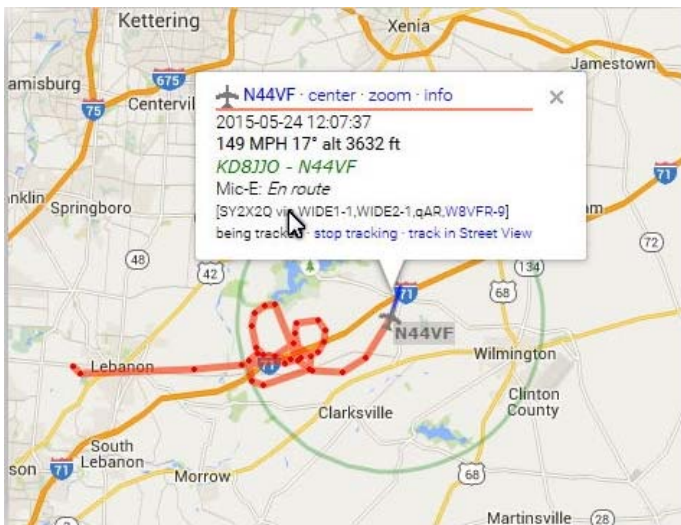 Kettering
Xenia
amisburg
675
Jamestown
75
Centervil
N44VF · center · zoom · info
2015-05-24 12:07:37
149 MPH 17° alt 3632 ft
KD8JJO - N44VF
Mic-E: En route
[SY2X2Q via WIDE1-1,WIDE2-1,qAR,W8VFR-9]
being tracked · stop tracking · track in Street View
71
nklin
Springboro
om
72
48
42
134
71
68
N44VF
Lebanon
71
Wilmington
Clinton
County
Clarksville
South
Lebanon
71
son
Morrow
68
Martinsville
28